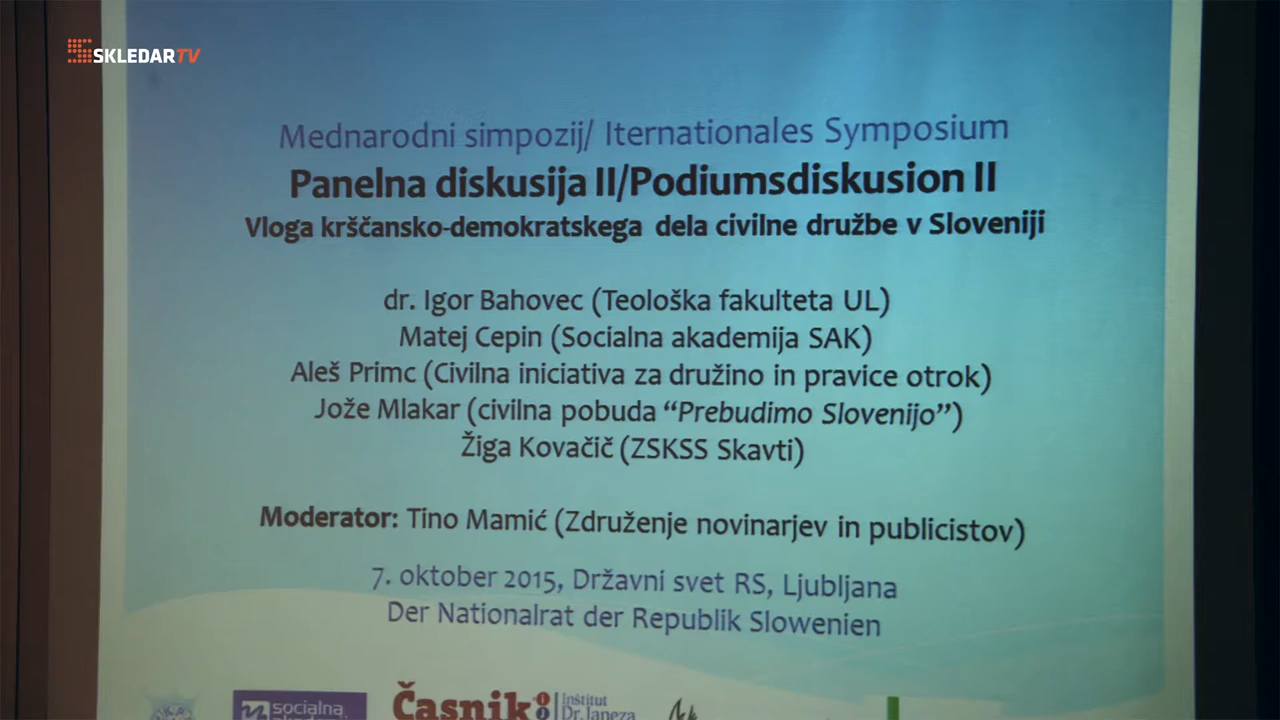 SKLEDARTV
Mednarodni simpozij/ Iternationales Symposium
Panelna diskusija II/Podiumsdiskusion II
Vloga krščansko-demokratskega dela civilne družbe v Sloveniji
dr. Igor Bahovec (Teološka fakulteta UL)
Matej Cepin (Socialna akademija SAK)
Aleš Primc (Civilna iniciativa za družino in pravice otrok)
Jože Mlakar (civilna pobuda “Prebudimo Slovenijo”)
Žiga Kovačič (ZSKSS Skavti)
Moderator: Tino Mamić (Združenje novinarjev in publicistov)
7. oktober 2015, Državni svet RS, Ljubljana
Der Nationalrat der Republik Slowenien
socialna
Časnik
Inštitut
Dr. Janeza